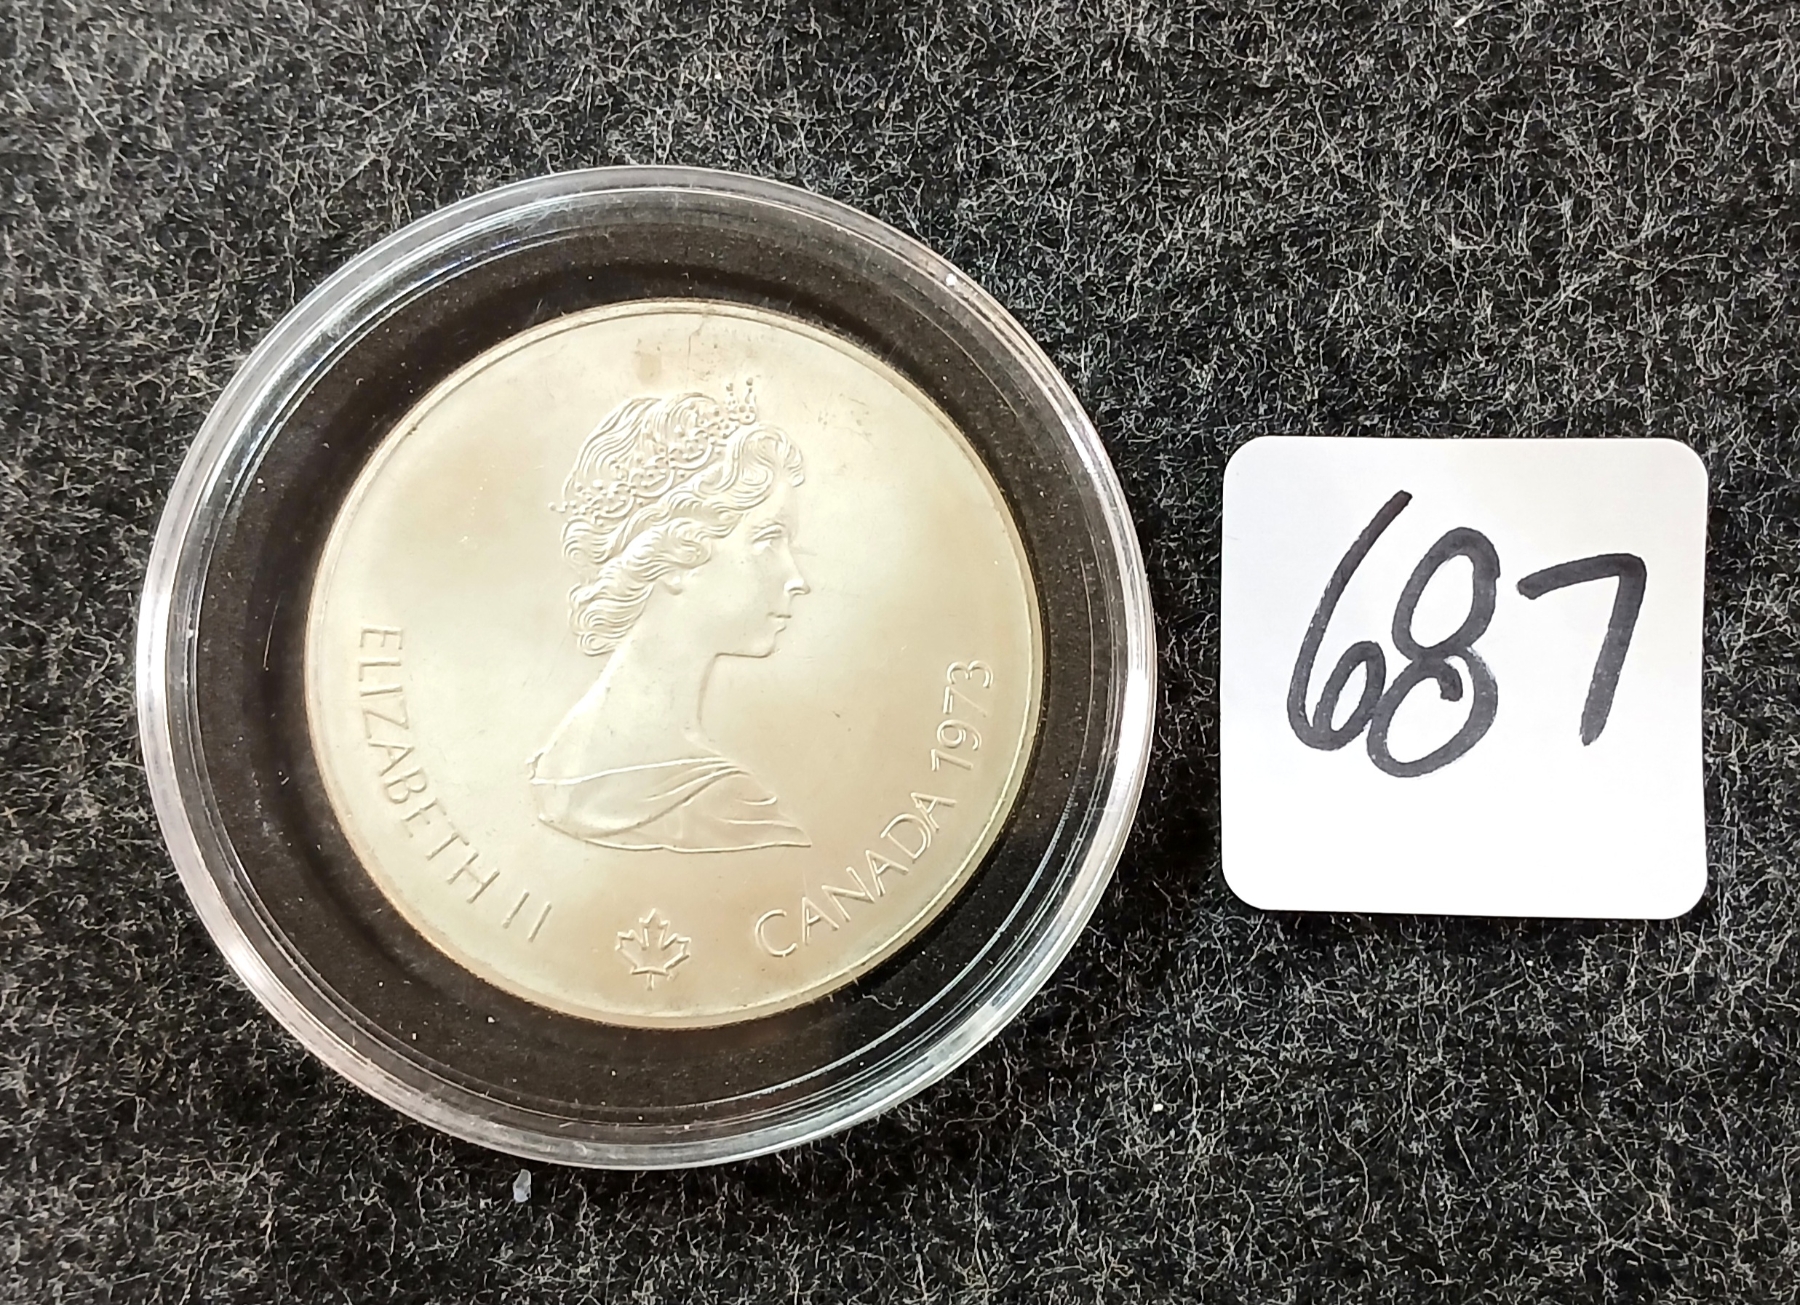 ELIZABETH II
CANADA 1973
687